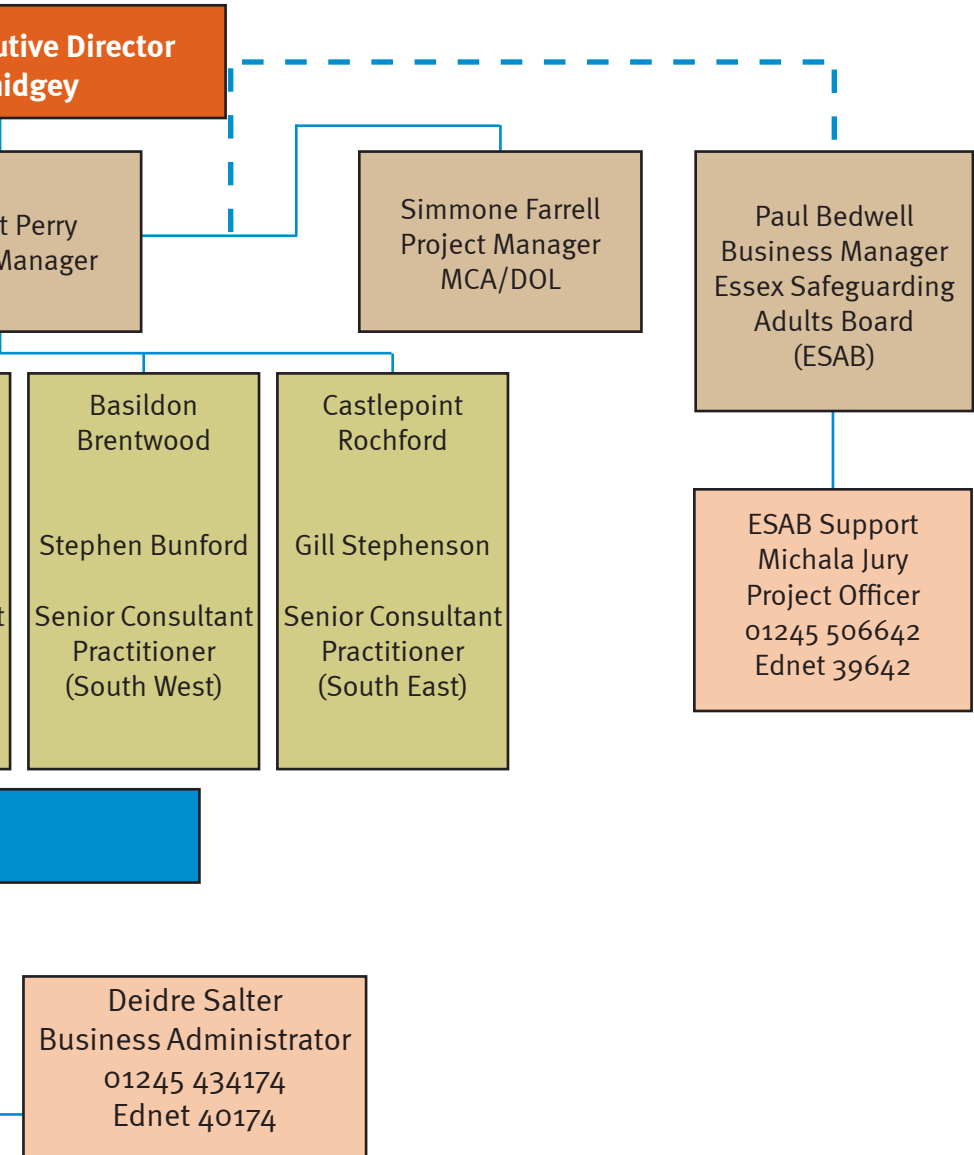 Director
Perry
Manager
Simmone Farrell
Project Manager
MCA/DOL
Paul Bedwell
Business Manager
Essex Safeguarding
Adults Board
(ESAB)
Basildon
Brentwood
Stephen Bunford
Senior Consultant
Practitioner
(South West)
Castlepoint
Rochford
Gill Stephenson
Senior Consultant
Practitioner
(South East)
ESAB Support
Michala Jury
Project Officer
01245 506642
Ednet 39642
Deidre Salter
Business Administrator
01245 434174
Ednet 40174